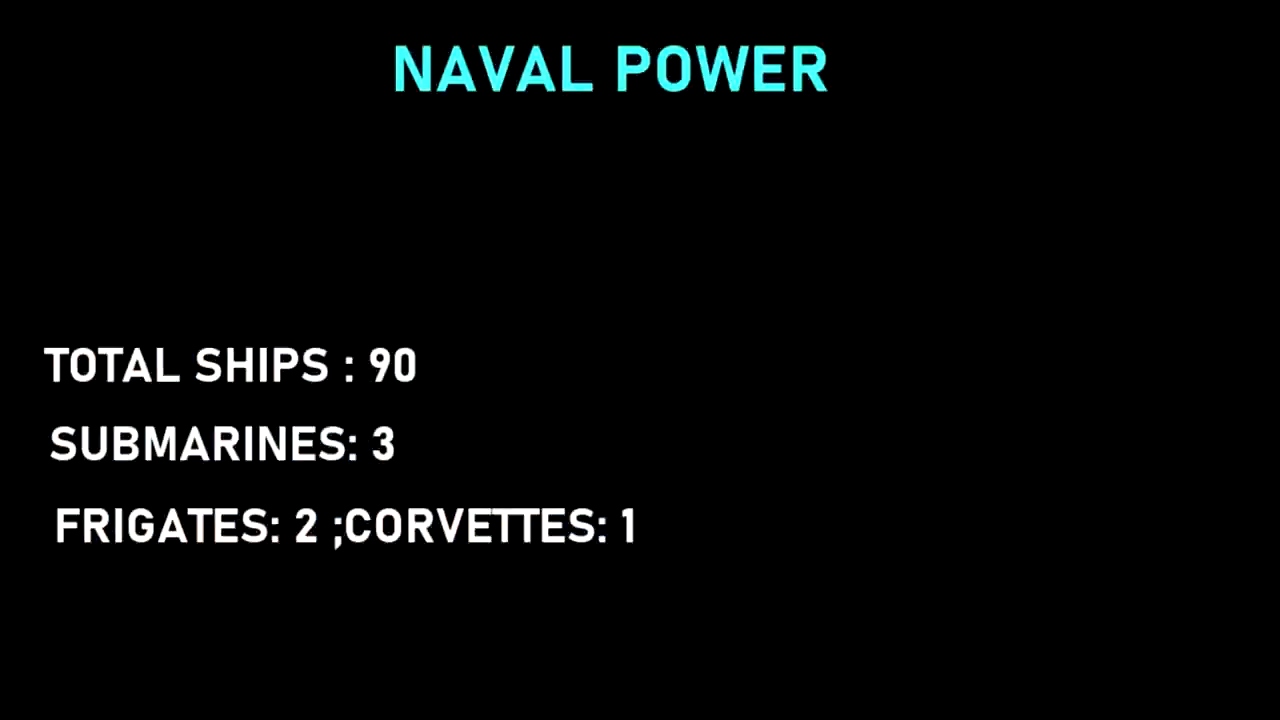 NAVAL POWER
TOTAL SHIPS : 90
SUBMARINES: 3
FRIGATES: 2 ;CORVETTES: 1